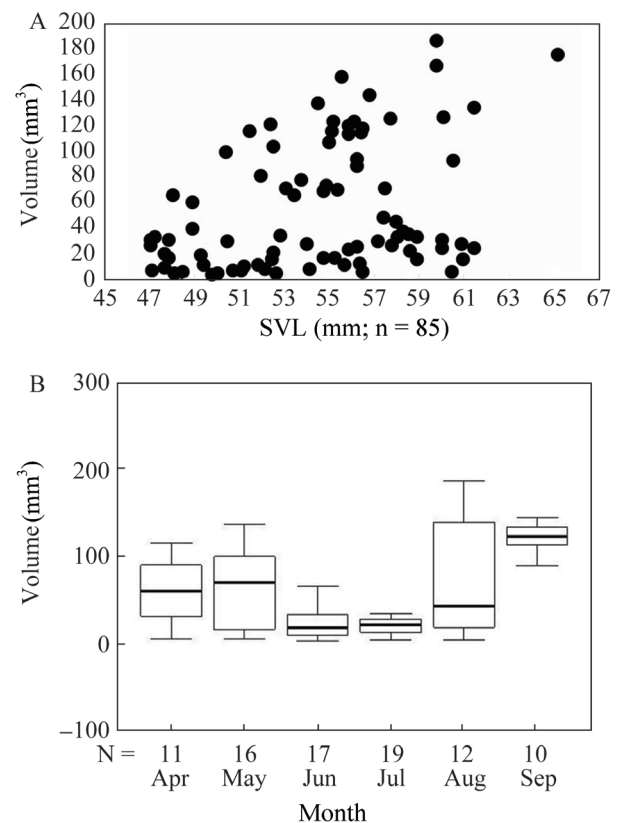 A
Volume (mm³)
200
180
160
140
120
100
80
60
40
20
0
45 47 49 51 53 55 57 59 61 63 65 67
SVL (mm; n = 85)
B
Volume (mm³)
300
200
100
0
–100
N = 11 16 17 19 12 10
Apr May Jun Jul Aug Sep
Month